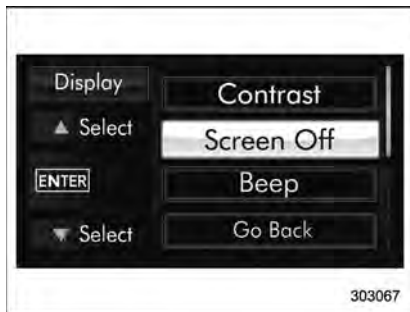 Display
▲ Select
ENTER
▼ Select
Contrast
Screen Off
Beep
Go Back
303067